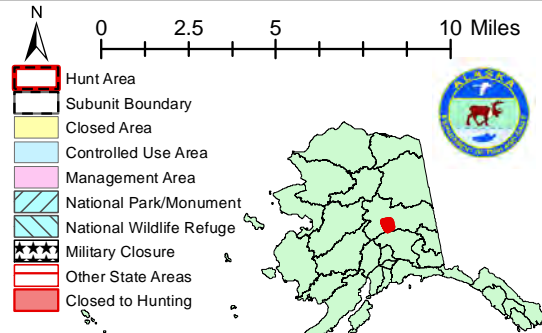 N
0 2.5 5 10 Miles
Hunt Area
Subunit Boundary
Closed Area
Controlled Use Area
Management Area
National Park/Monument
National Wildlife Refuge
Military Closure
Other State Areas
Closed to Hunting
ALASKA